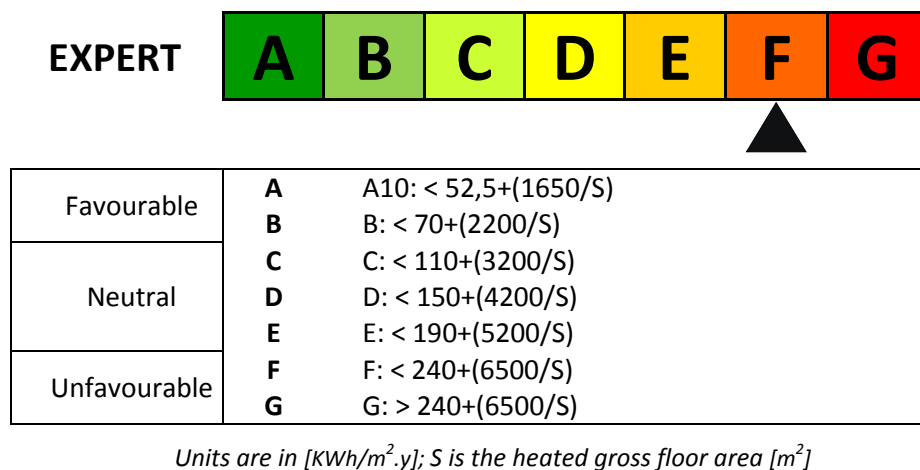 EXPERT A B C D E F G
Favourable
A A10: < 52,5+(1650/S)
B B: < 70+(2200/S)
Neutral
C C: < 110+(3200/S)
D D: < 150+(4200/S)
E E: < 190+(5200/S)
Unfavourable
F F: < 240+(6500/S)
G G: > 240+(6500/S)
Units are in [KWh/m².y]; S is the heated gross floor area [m²]